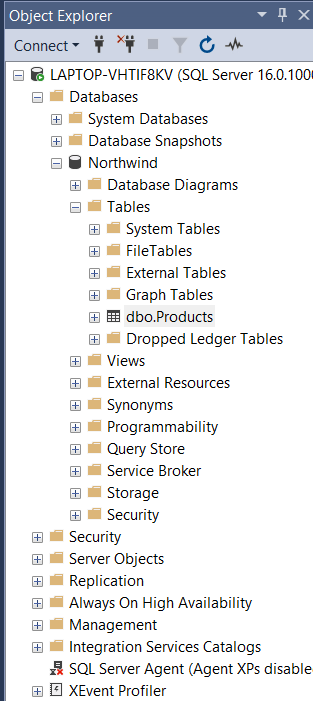 Object Explorer
Connect
LAPTOP-VHTIF8KV (SQL Server 16.0.100
Databases
System Databases
Database Snapshots
Northwind
Database Diagrams
Tables
System Tables
FileTables
External Tables
Graph Tables
dbo.Products
Dropped Ledger Tables
Views
External Resources
Synonyms
Programmability
Query Store
Service Broker
Storage
Security
Security
Server Objects
Replication
Always On High Availability
Management
Integration Services Catalogs
SQL Server Agent (Agent XPs disable
XEvent Profiler